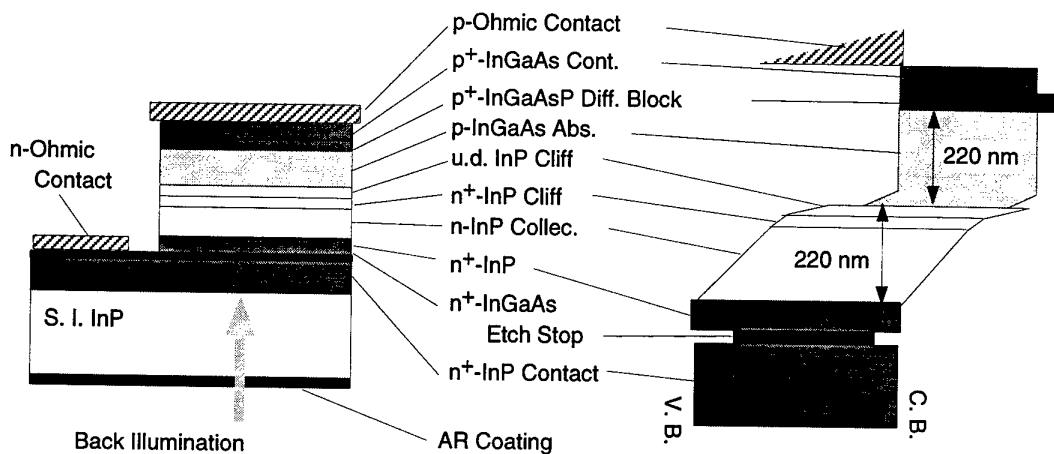 p-Ohmic Contact
p+-InGaAs Cont.
p+-InGaAsP Diff. Block
p-InGaAs Abs.
u.d. InP Cliff
n+-InP Cliff
n-InP Collec.
n+-InP
n+-InGaAs
Etch Stop
n+-InP Contact
n-Ohmic
Contact
S. I. InP
Back Illumination
AR Coating
220 nm
220 nm
V. B.
C. B.